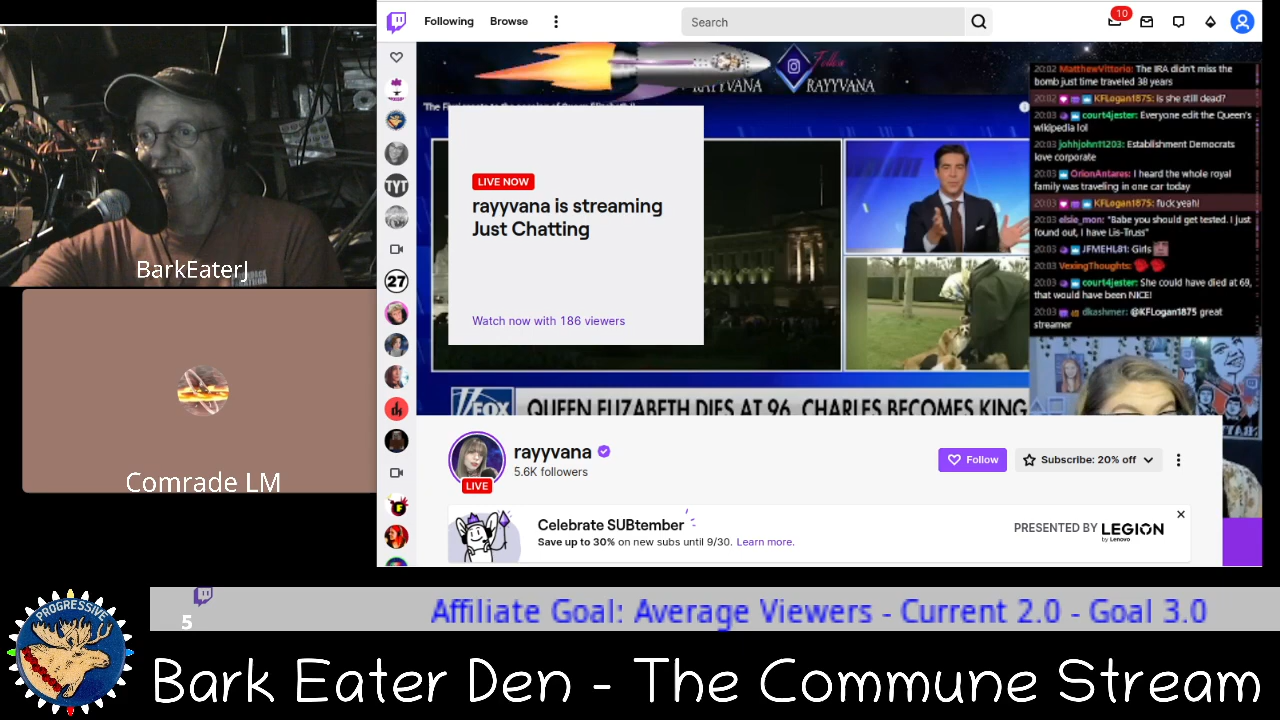 Following
Browse
Search
10
RAYYVANA
RAYYVANA
20:02 MatthewVittorio: The IRA didn't miss the
bomb just time traveled 38 years
20:02 KFLogan1875: is she still dead?
20:03 court4jester: Everyone edit the Queen's
wikipedia lol
20:03 johhjohn11203: Establishment Democrats
love corporate
20:03 OrionAntares: I heard the whole royal
family was traveling in one car today
20:03 KFLogan1875: fuck yeah!
20:03 elsie_mon: "Babe you should get tested. I just
found out, I have Lis-Truss"
20:03 JFMEHL81: Girls
20:03 VexingThoughts:
20:03 court4jester: She could have died at 69,
that would have been NICE!
20:03 dkashmer: @KFLogan1875 great
streamer
LIVE NOW
rayyvana is streaming
Just Chatting
Watch now with 186 viewers
TYT
27
FOX
QUEEN ELIZABETH DIES AT 96, CHARLES BECOMES KING
rayyvana
5.6K followers
LIVE
Follow
Subscribe: 20% off
Celebrate SUBtember
Save up to 30% on new subs until 9/30. Learn more.
PRESENTED BY LEGION
by Lenovo
BarkEaterJ
Comrade LM
5
Affiliate Goal: Average Viewers - Current 2.0 - Goal 3.0
PROGRESSIVE
Bark Eater Den - The Commune Stream